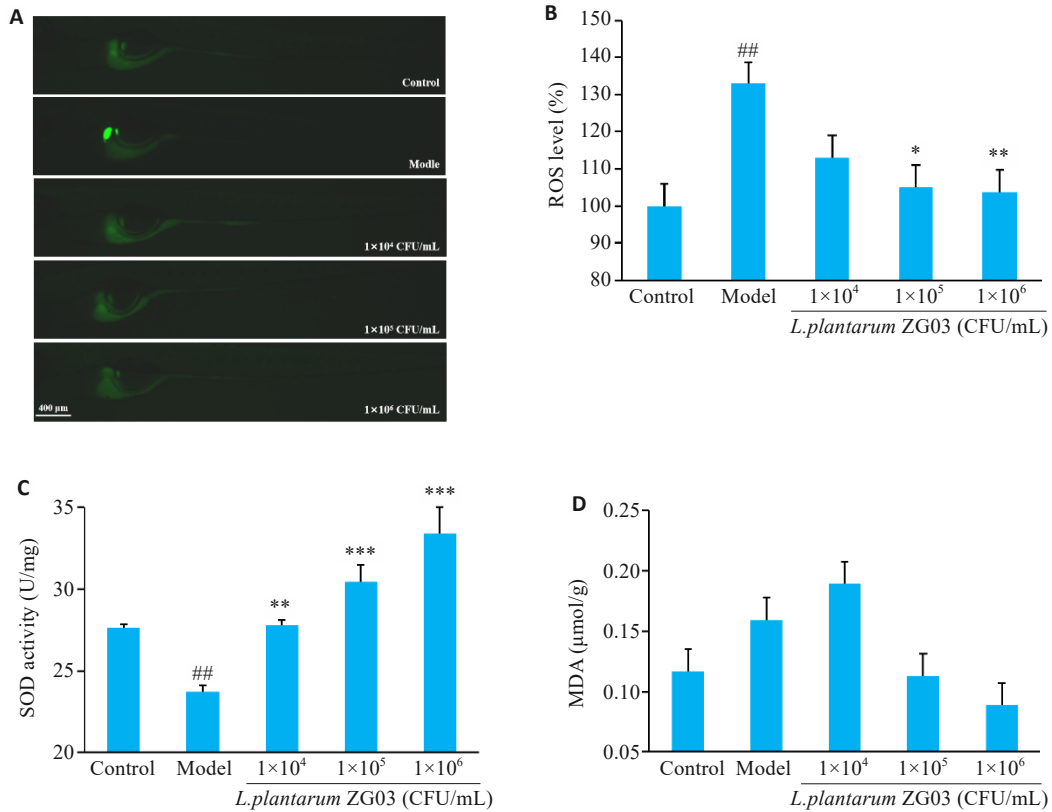 A
Control
Modle
1×10⁴ CFU/mL
1×10⁵ CFU/mL
1×10⁶ CFU/mL
400 μm
B
ROS level (%)
150
140
130
120
110
100
90
80
##
*
**
Control
Model
1×10⁴
1×10⁵
1×10⁶
L.plantarum ZG03 (CFU/mL)
C
SOD activity (U/mg)
35
30
25
20
##
**
***
***
Control
Model
1×10⁴
1×10⁵
1×10⁶
L.plantarum ZG03 (CFU/mL)
D
MDA (μmol/g)
0.25
0.20
0.15
0.10
0.05
Control
Model
1×10⁴
1×10⁵
1×10⁶
L.plantarum ZG03 (CFU/mL)